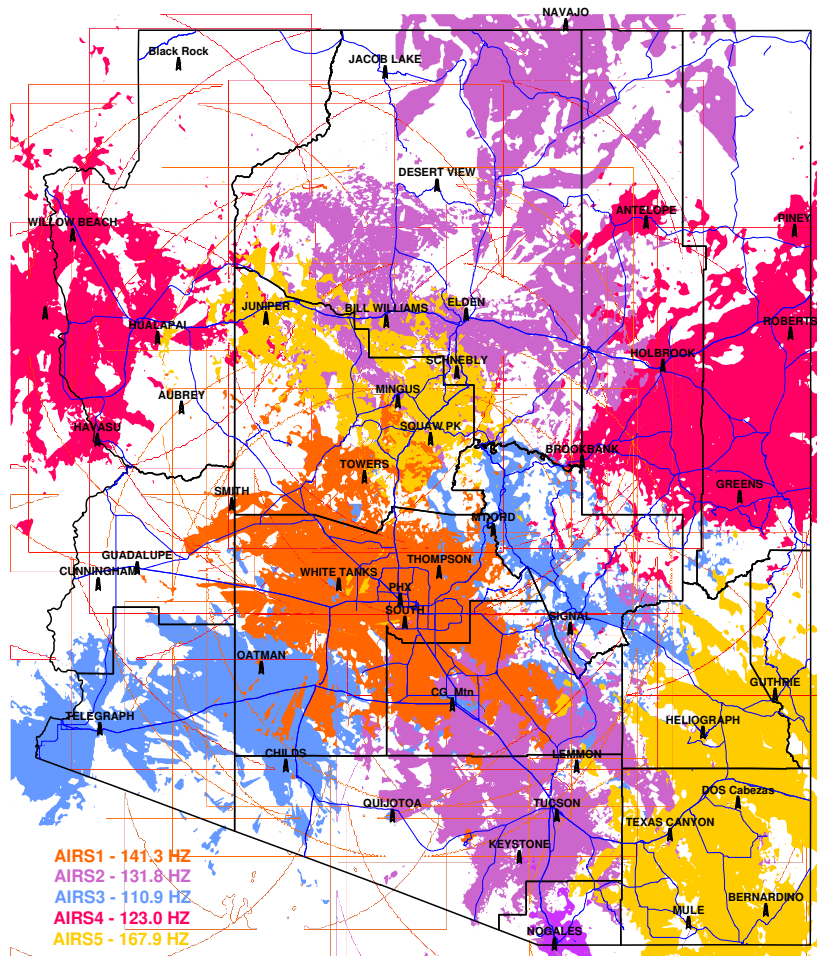 NAVAJO
Black Rock
JACOB LAKE
DESERT VIEW
WILLOW BEACH
ANTELOPE
PINEY
JUNIPER
BILL WILLIAMS
ELDEN
HUALAPAI
ROBERTS
SCHNEBLY
HOLBROOK
MINGUS
AUBREY
HAVASU
SQUAW PK
BROOKBANK
TOWERS
SMITH
GREENS
MT ORD
GUADALUPE
THOMPSON
CUNNINGHAM
WHITE TANKS
PHX
SOUTH
SIGNAL
OATMAN
CG_Mtn
GUTHRIE
TELEGRAPH
HELIOGRAPH
CHILDS
LEMMON
DOS Cabezas
QUIJOTOA
TUCSON
TEXAS CANYON
KEYSTONE
BERNARDINO
MULE
NOGALES
AIRS1 - 141.3 HZ
AIRS2 - 131.8 HZ
AIRS3 - 110.9 HZ
AIRS4 - 123.0 HZ
AIRS5 - 167.9 HZ